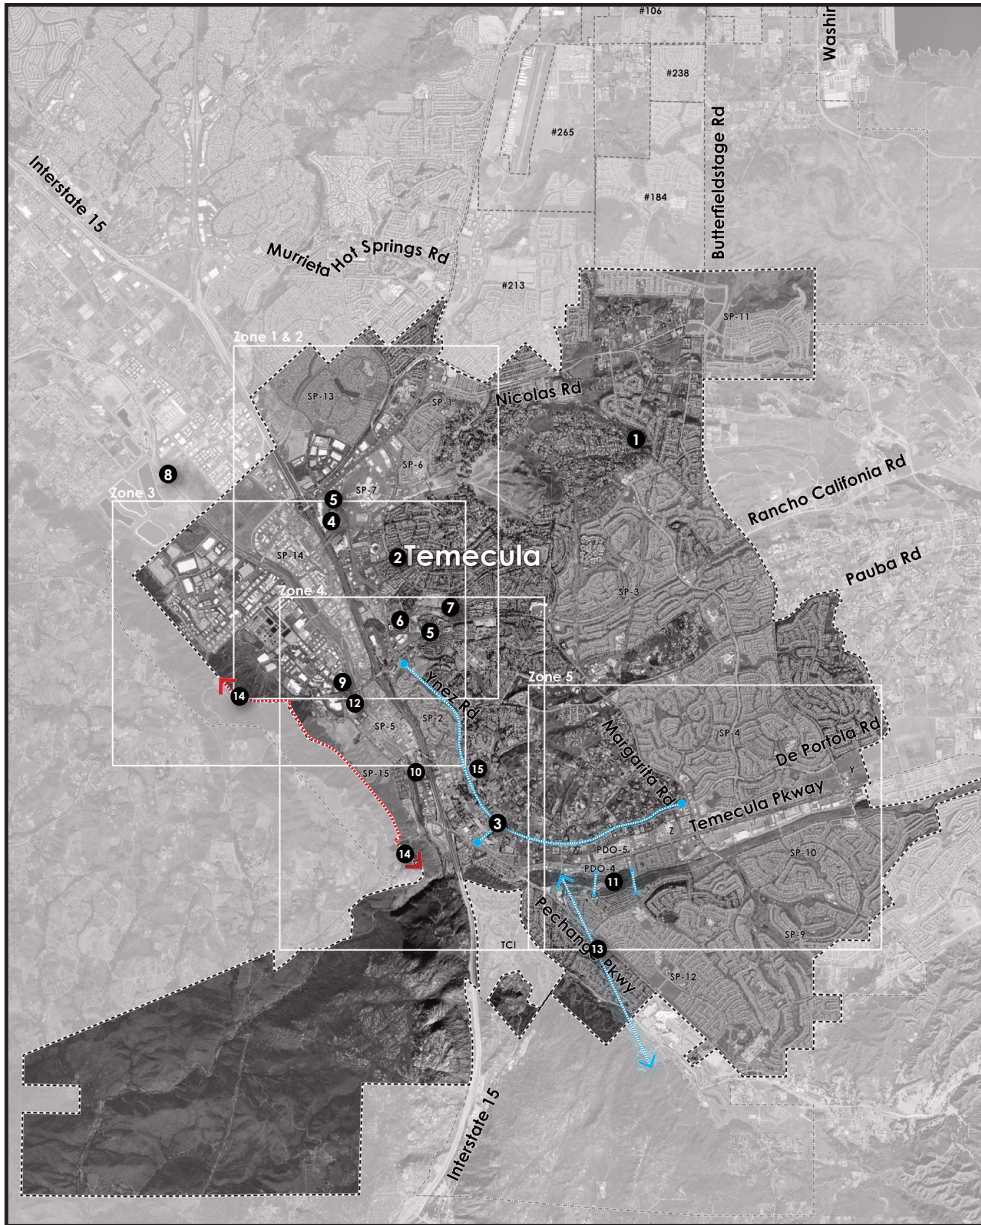 #106
Washin
#238
#265
Butterfieldstage Rd
Interstate 15
#184
Murrieta Hot Springs Rd
#213
SP-11
Zone 1 & 2
SP-13
Nicolas Rd
SP-1
1
SP-6
Rancho Califonia Rd
8
SP-7
Zone 3
5
4
SP-14
2
Temecula
Pauba Rd
Zone 4
SP-3
7
6
5
9
Ynez Rd
Zone 5
14
12
SP-5
SP-2
Margarita Rd
SP-4
De Portola Rd
SP-15
10
15
Y
Temecula Pkway
3
Z
14
PDO-5
SP-10
PDO-4
11
Pechanga Pkwy
SP-9
TCI
13
SP-12
Interstate 15